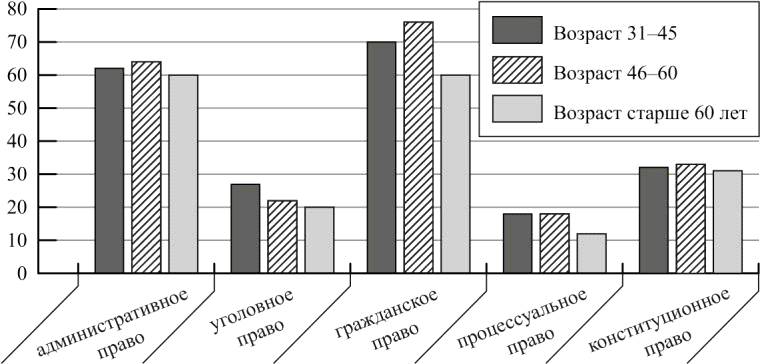 80
70
60
50
40
30
20
10
0
Возраст 31–45
Возраст 46–60
Возраст старше 60 лет
административное
право
уголовное
право
гражданское
право
процессуальное
право
конституционное
право